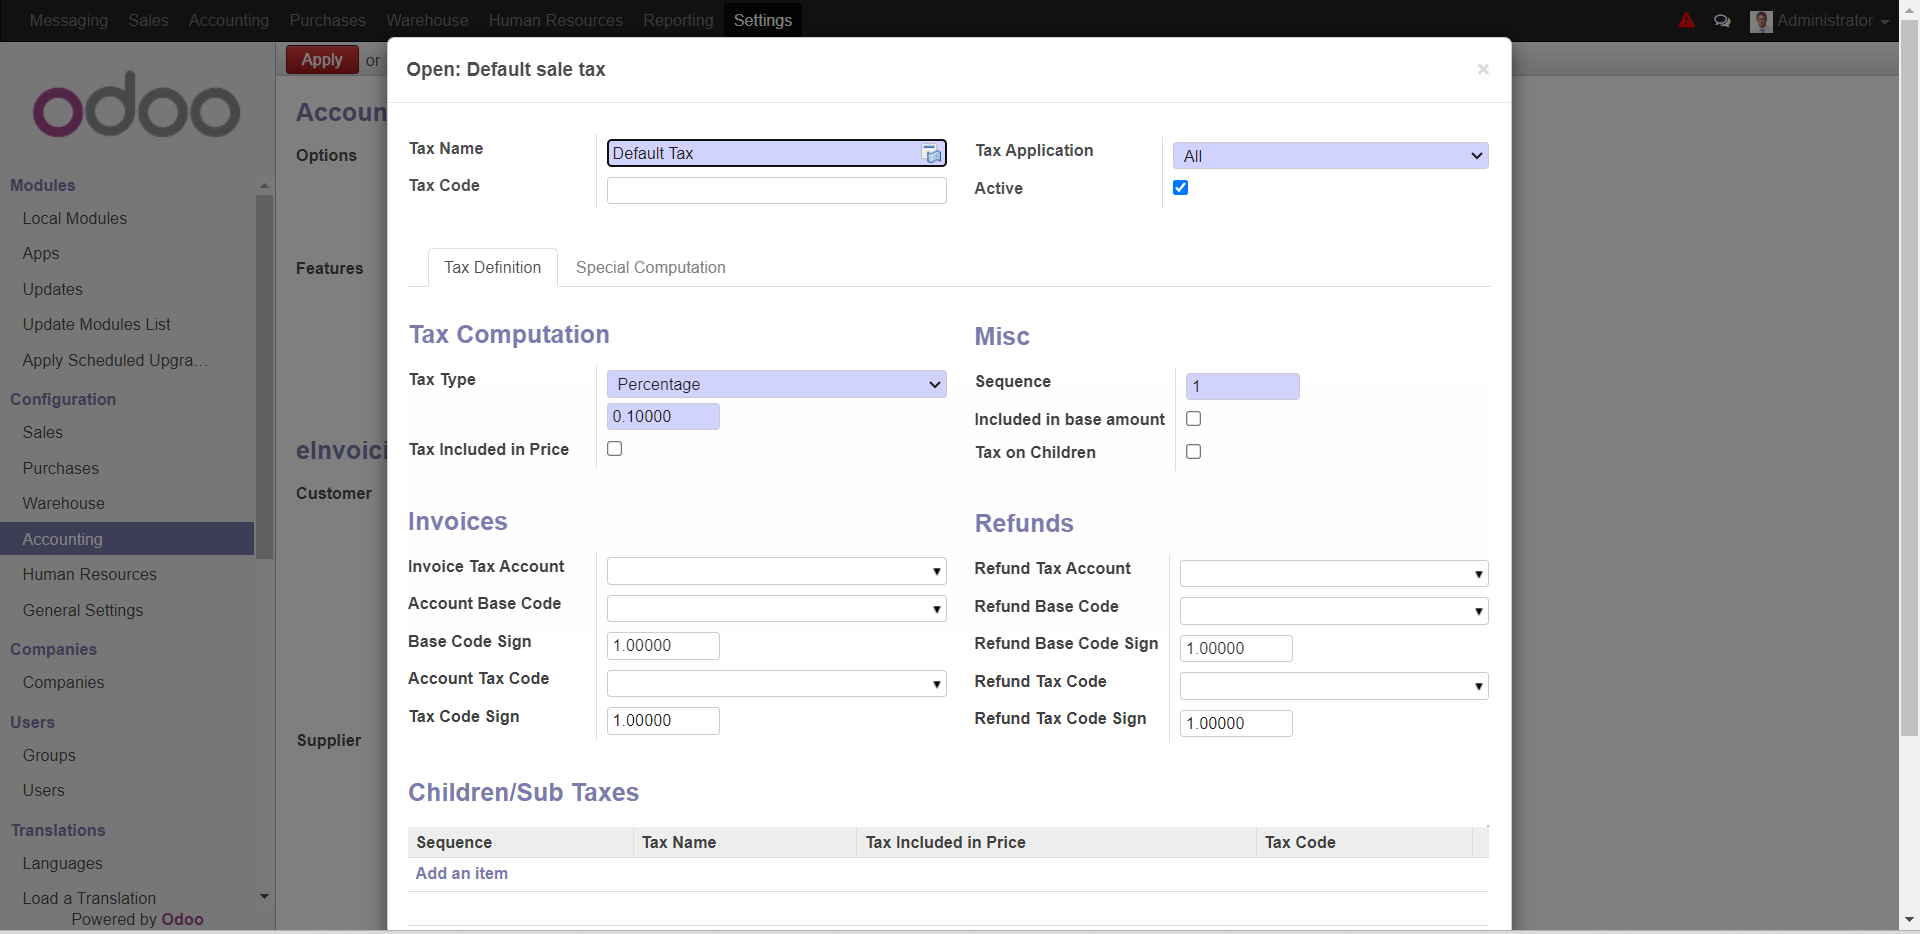 Messaging Sales Accounting Purchases Warehouse Human Resources Reporting Settings Administrator
Apply or
Open: Default sale tax ×
odoo
Accoun
Options
Features
eInvoici
Customer
Supplier
Modules
Local Modules
Apps
Updates
Update Modules List
Apply Scheduled Upgra...
Configuration
Sales
Purchases
Warehouse
Accounting
Human Resources
General Settings
Companies
Companies
Users
Groups
Users
Translations
Languages
Load a Translation
Powered by Odoo
Tax Name Default Tax
Tax Code
Tax Application All
Active
Tax Definition Special Computation
Tax Computation
Tax Type Percentage
0.10000
Tax Included in Price
Misc
Sequence 1
Included in base amount
Tax on Children
Invoices
Invoice Tax Account
Account Base Code
Base Code Sign 1.00000
Account Tax Code
Tax Code Sign 1.00000
Refunds
Refund Tax Account
Refund Base Code
Refund Base Code Sign 1.00000
Refund Tax Code
Refund Tax Code Sign 1.00000
Children/Sub Taxes
Sequence Tax Name Tax Included in Price Tax Code
Add an item